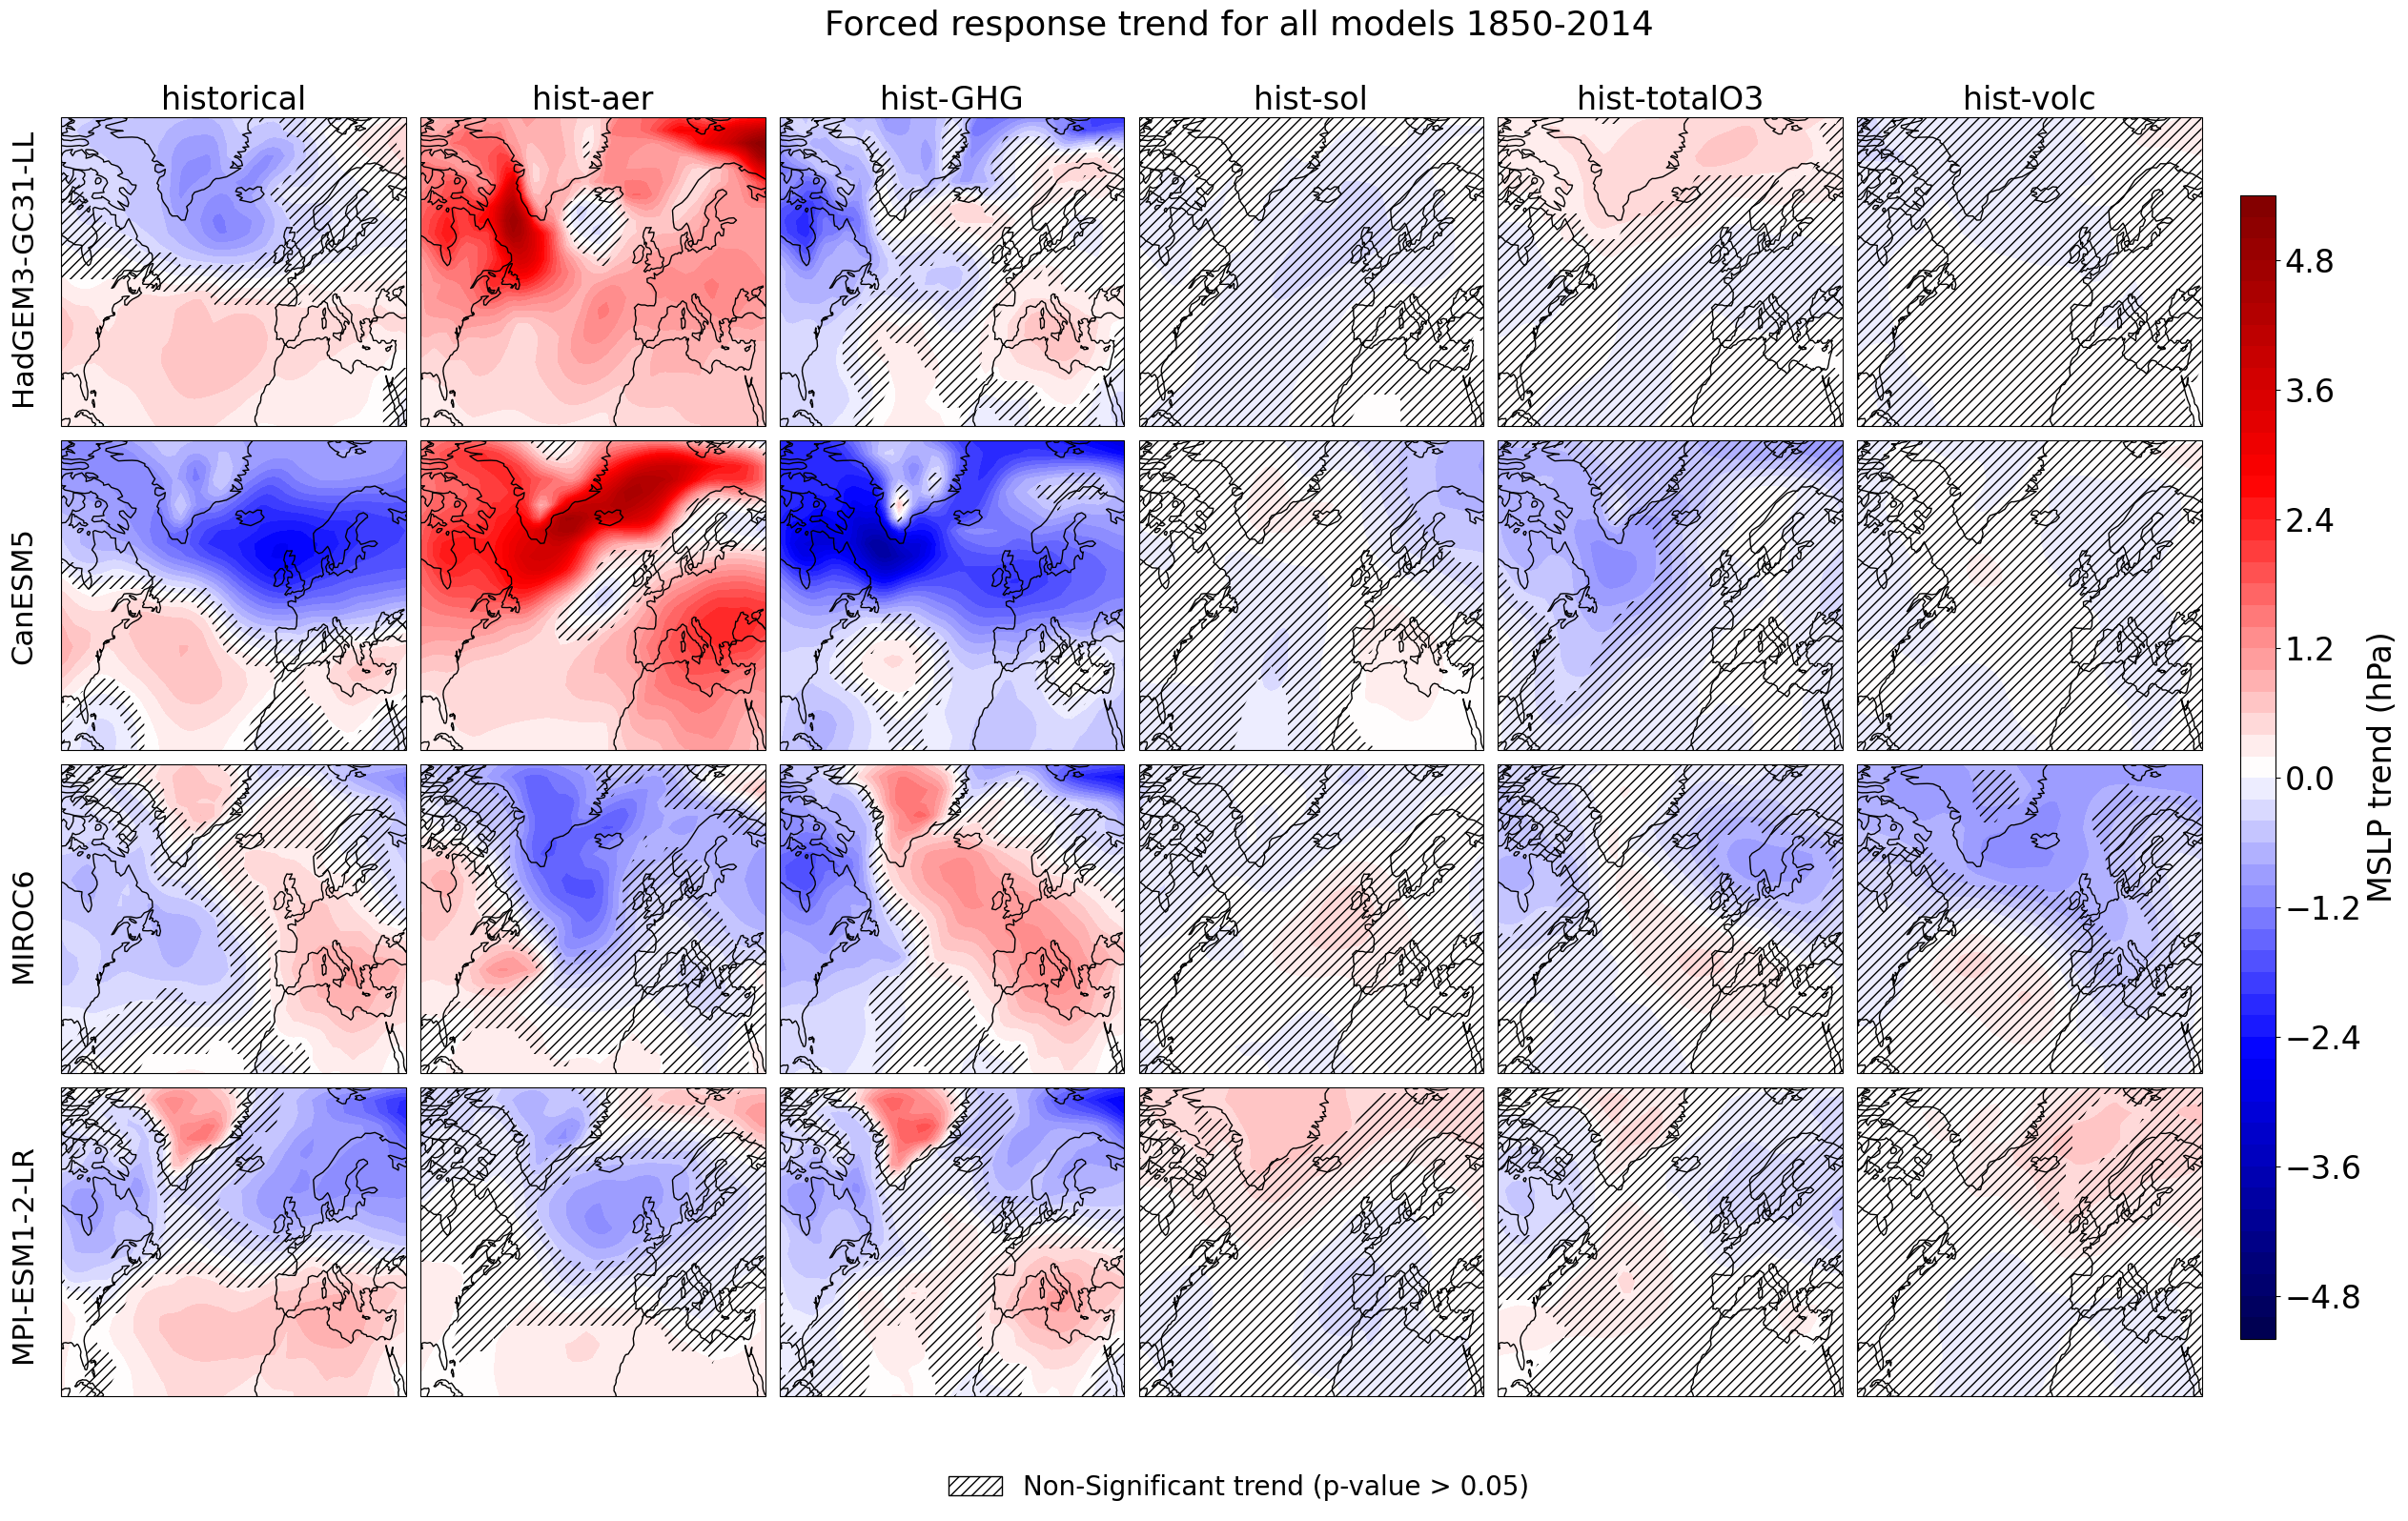 Forced response trend for all models 1850-2014
historical hist-aer hist-GHG hist-sol hist-totalO3 hist-volc
HadGEM3-GC31-LL
CanESM5
MIROC6
MPI-ESM1-2-LR
4.8
3.6
2.4
1.2
0.0
−1.2
−2.4
−3.6
−4.8
MSLP trend (hPa)
Non-Significant trend (p-value > 0.05)